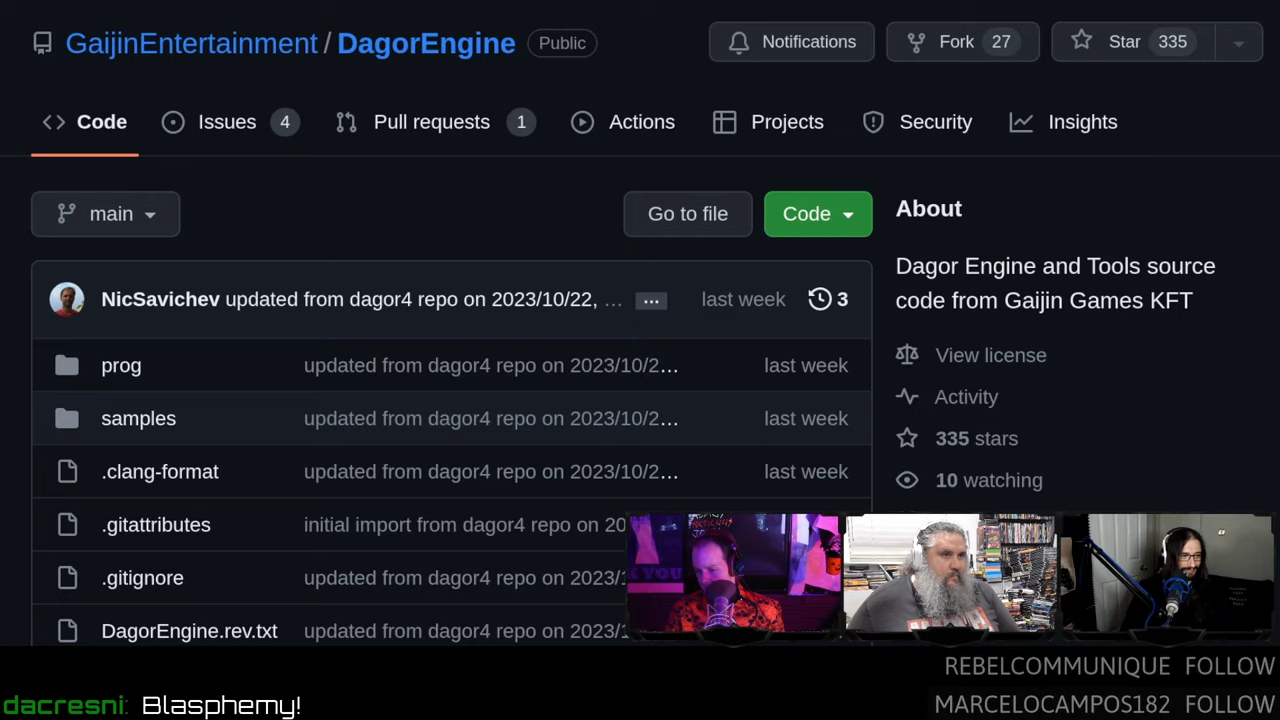 GaijinEntertainment / DagorEngine Public
Notifications Fork 27 Star 335
Code Issues 4 Pull requests 1 Actions Projects Security Insights
main Go to file Code
NicSavichev updated from dagor4 repo on 2023/10/22, ... ... last week 3
prog updated from dagor4 repo on 2023/10/2... last week
samples updated from dagor4 repo on 2023/10/2... last week
.clang-format updated from dagor4 repo on 2023/10/2... last week
.gitattributes initial import from dagor4 repo on 20
.gitignore updated from dagor4 repo on 2023/1
DagorEngine.rev.txt updated from dagor4 repo on 2023/1
About
Dagor Engine and Tools source
code from Gaijin Games KFT
View license
Activity
335 stars
10 watching
REBELCOMMUNIQUE FOLLOW
MARCELOCAMPOS182 FOLLOW
dacresni: Blasphemy!